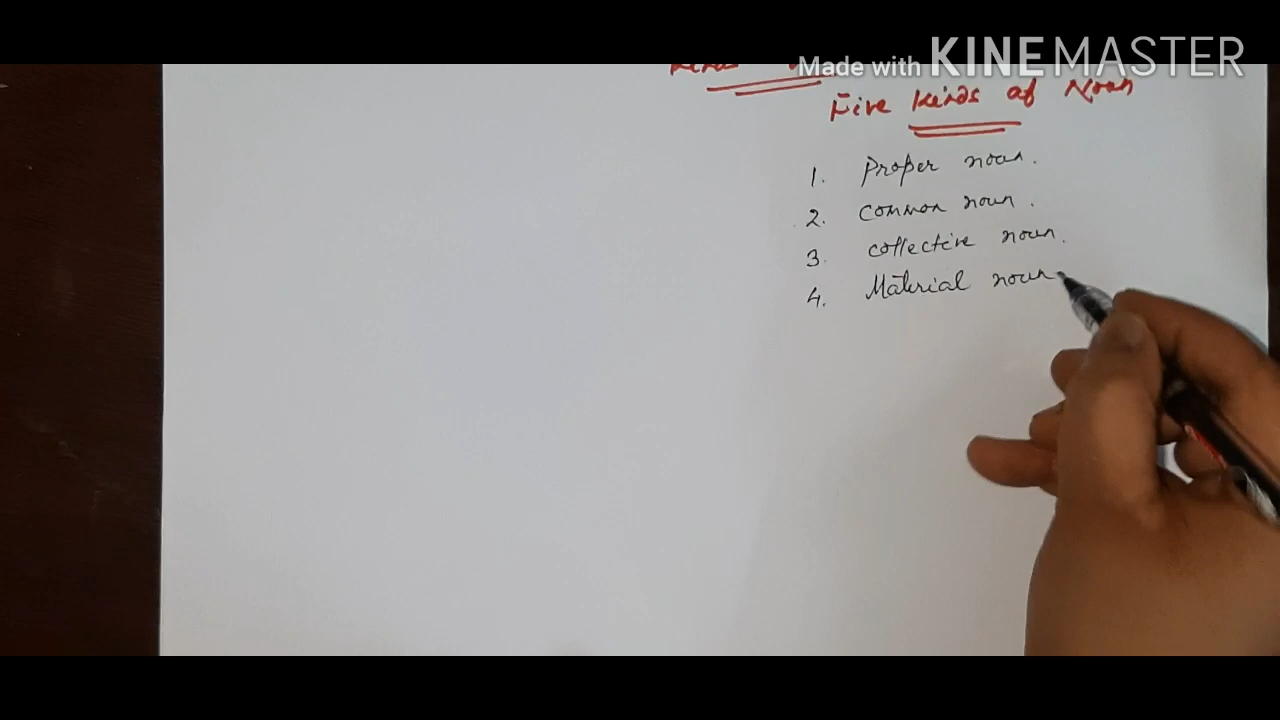 Made with KINEMASTER
Five Kinds of Noun
1. Proper noun.
2. Common noun.
3. Collective noun.
4. Material noun